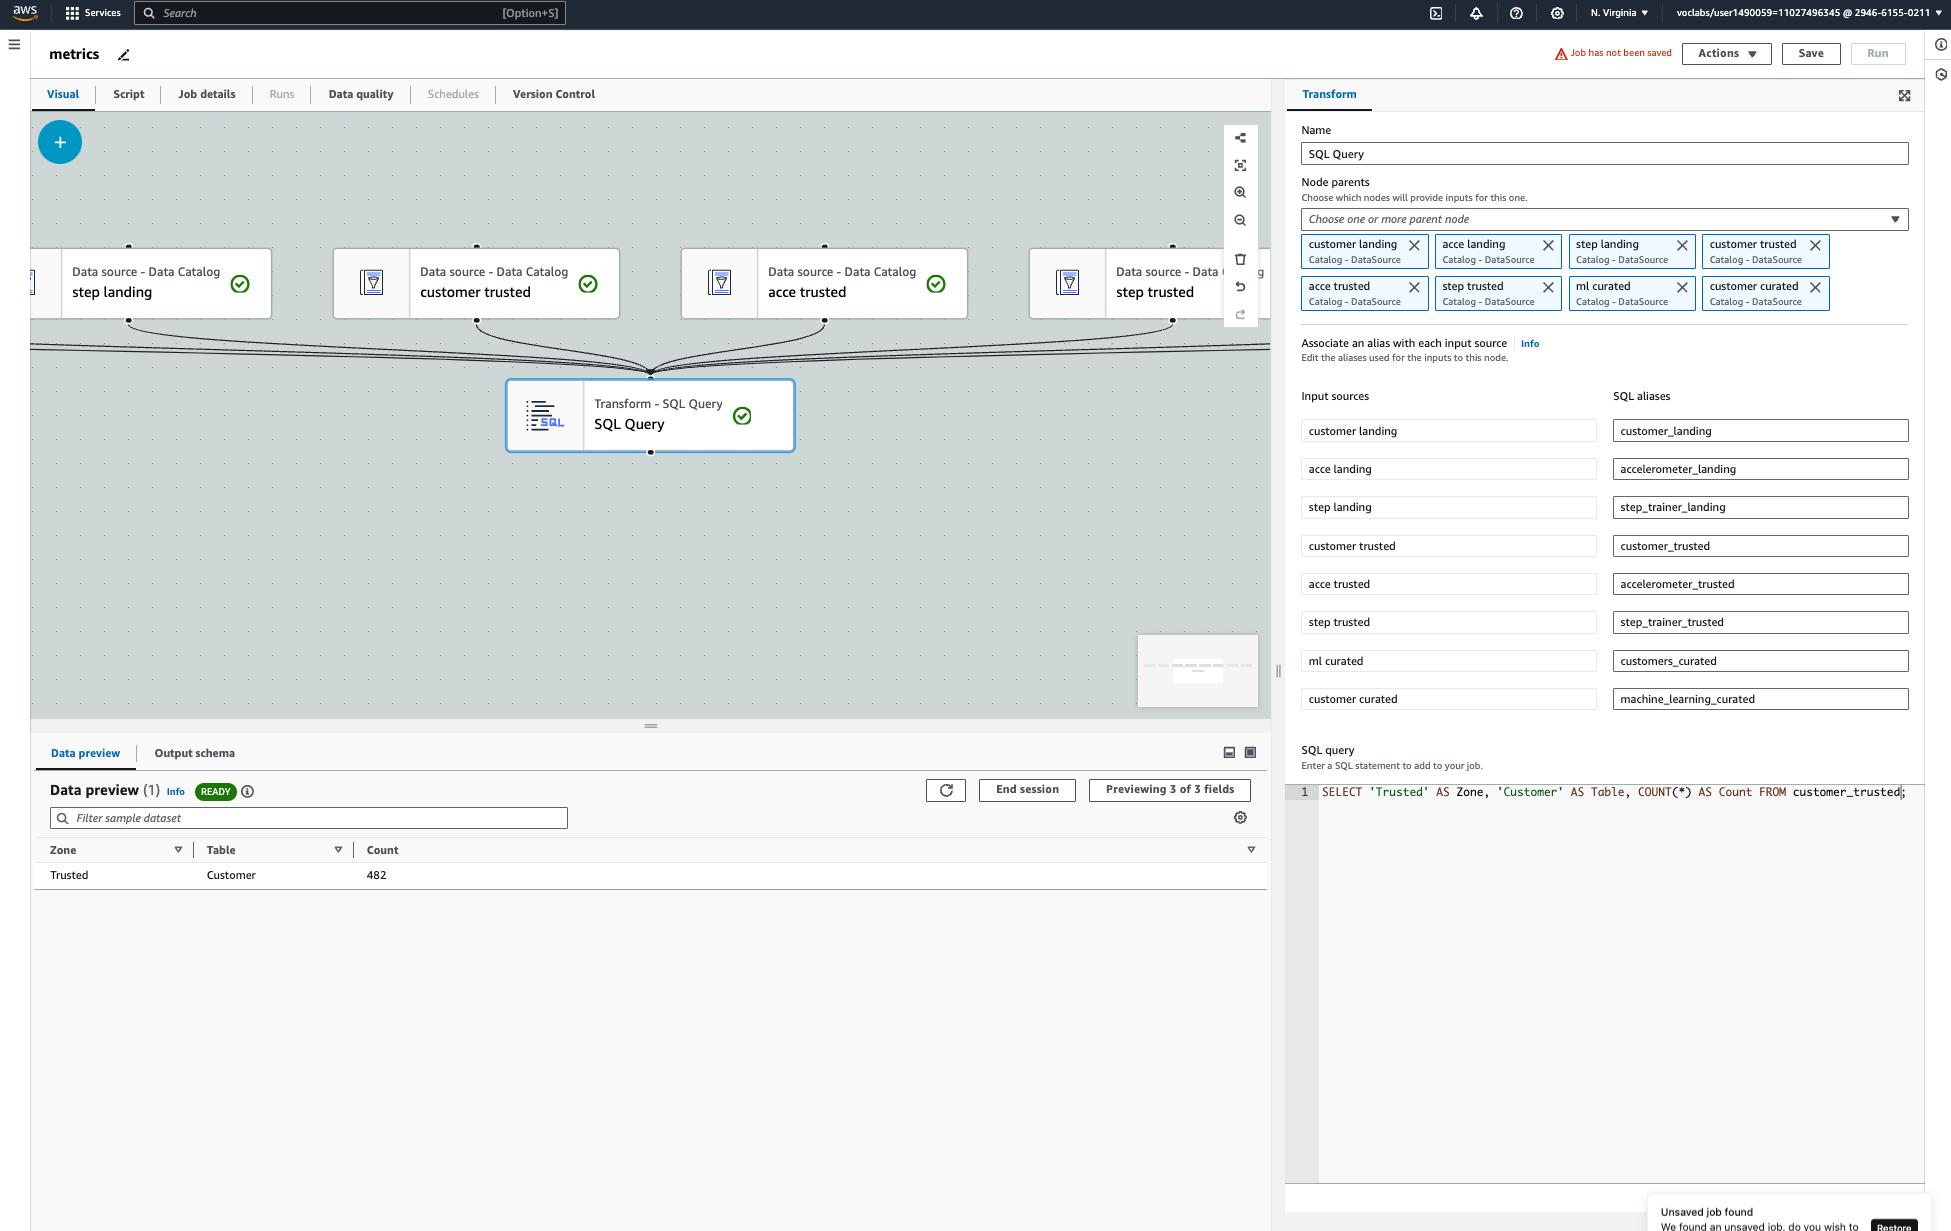 aws
Services
Search
[Option+S]
N. Virginia
voclabs/user1490059=11027496345 @ 2946-6155-0211
metrics
Job has not been saved
Actions
Save
Run
Visual
Script
Job details
Runs
Data quality
Schedules
Version Control
Data source - Data Catalog
step landing
Data source - Data Catalog
customer trusted
Data source - Data Catalog
acce trusted
Data source - Data
step trusted
Transform - SQL Query
SQL Query
SQL
Data preview
Output schema
Data preview (1)
Info
READY
End session
Previewing 3 of 3 fields
Filter sample dataset
Zone
Table
Count
Trusted
Customer
482
Transform
Name
SQL Query
Node parents
Choose which nodes will provide inputs for this one.
Choose one or more parent node
customer landing
Catalog - DataSource
acce landing
Catalog - DataSource
step landing
Catalog - DataSource
customer trusted
Catalog - DataSource
acce trusted
Catalog - DataSource
step trusted
Catalog - DataSource
ml curated
Catalog - DataSource
customer curated
Catalog - DataSource
Associate an alias with each input source
Info
Edit the aliases used for the inputs to this node.
Input sources
SQL aliases
customer landing
customer_landing
acce landing
accelerometer_landing
step landing
step_trainer_landing
customer trusted
customer_trusted
acce trusted
accelerometer_trusted
step trusted
step_trainer_trusted
ml curated
customers_curated
customer curated
machine_learning_curated
SQL query
Enter a SQL statement to add to your job.
1
SELECT 'Trusted' AS Zone, 'Customer' AS Table, COUNT(*) AS Count FROM customer_trusted;
Unsaved job found
We found an unsaved job, do you wish to
Restore